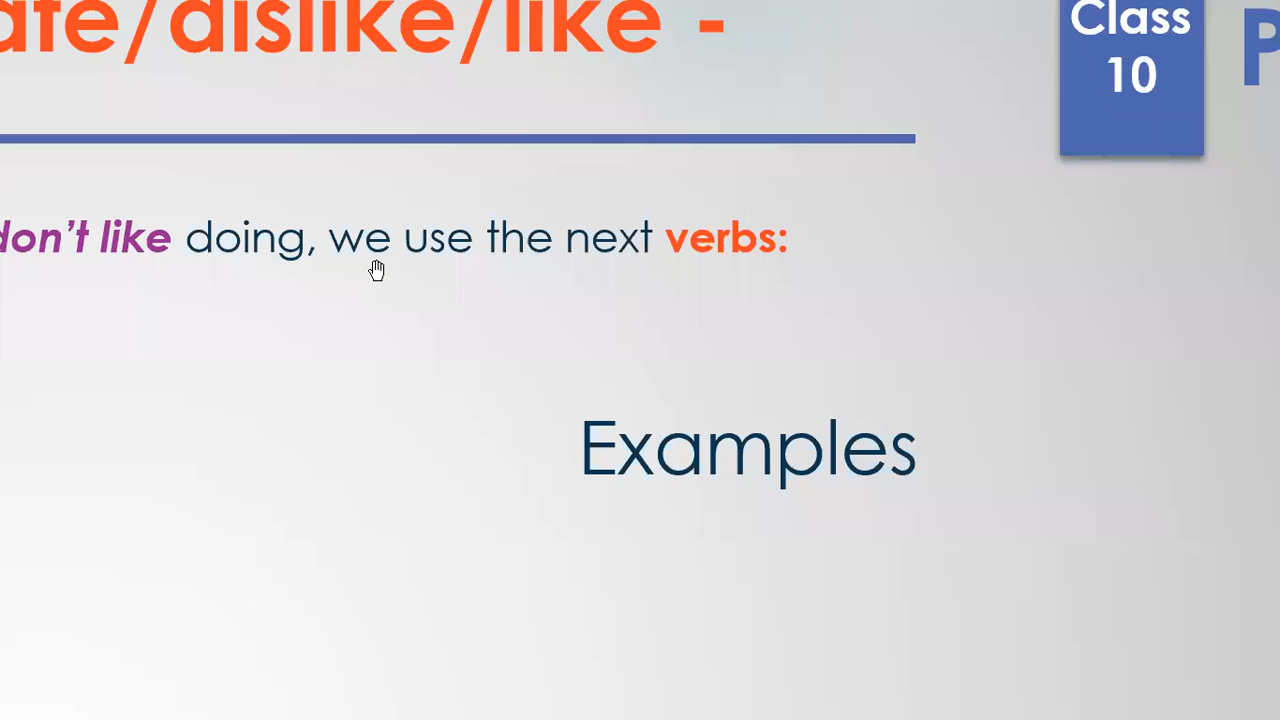 ate/dislike/like -
Class
10
P
don't like doing, we use the next verbs:
Examples